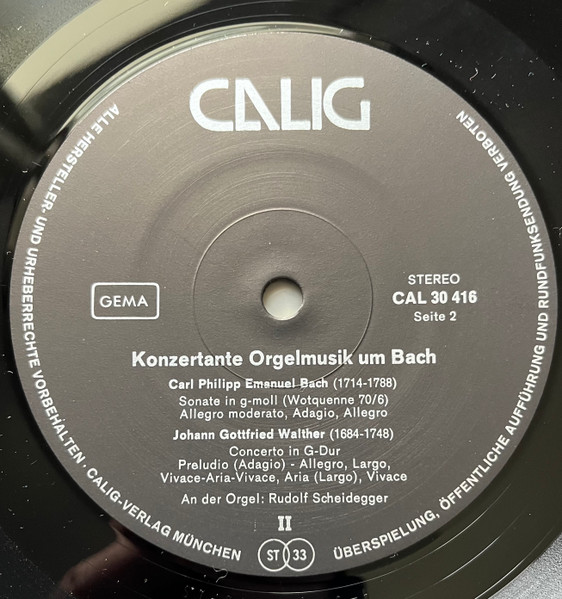 CALIG
ALLE HERSTELLER- UND URHEBERRECHTE VORBEHALTEN · CALIG-VERLAG MÜNCHEN
ÜBERSPIELUNG, ÖFFENTLICHE AUFFÜHRUNG UND RUNDFUNKSENDUNG VERBOTEN
GEMA
STEREO
CAL 30 416
Seite 2
Konzertante Orgelmusik um Bach
Carl Philipp Emanuel Bach (1714-1788)
Sonate in g-moll (Wotquenne 70/6)
Allegro moderato, Adagio, Allegro
Johann Gottfried Walther (1684-1748)
Concerto in G-Dur
Preludio (Adagio) - Allegro, Largo,
Vivace-Aria-Vivace, Aria (Largo), Vivace
An der Orgel: Rudolf Scheidegger
II
ST 33